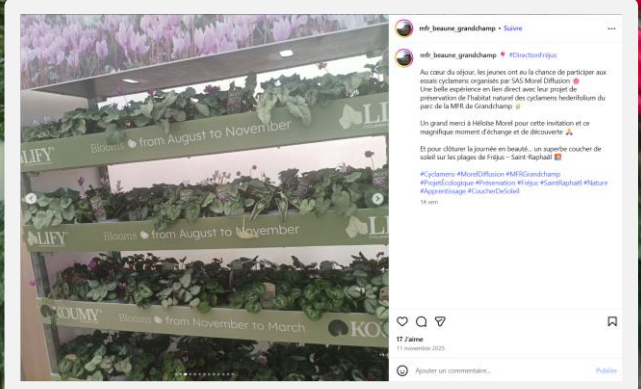 LIFY
Blooms from August to November
LIFY
LIFY
Blooms from August to November
LI
KOUMY
Blooms from November to March
KOU
mfr_beaune_grandchamp • Suivre
mfr_beaune_grandchamp 📍 #DirectionFréjus
Au cœur du séjour, les jeunes ont eu la chance de participer aux
essais cyclamens organisés par SAS Morel Diffusion 🌸
Une belle expérience en lien direct avec leur projet de
préservation de l'habitat naturel des cyclamens hederifolium du
parc de la MFR de Grandchamp 🌿
Un grand merci à Héloïse Morel pour cette invitation et ce
magnifique moment d'échange et de découverte 🙏
Et pour clôturer la journée en beauté... un superbe coucher de
soleil sur les plages de Fréjus – Saint-Raphaël 🌅
#Cyclamens #MorelDiffusion #MFRGrandchamp
#ProjetÉcologique #Préservation #Fréjus #SaintRaphaël #Nature
#Apprentissage #CoucherDeSoleil
14 sem
17 J'aime
11 novembre 2025
Ajouter un commentaire...
Publier